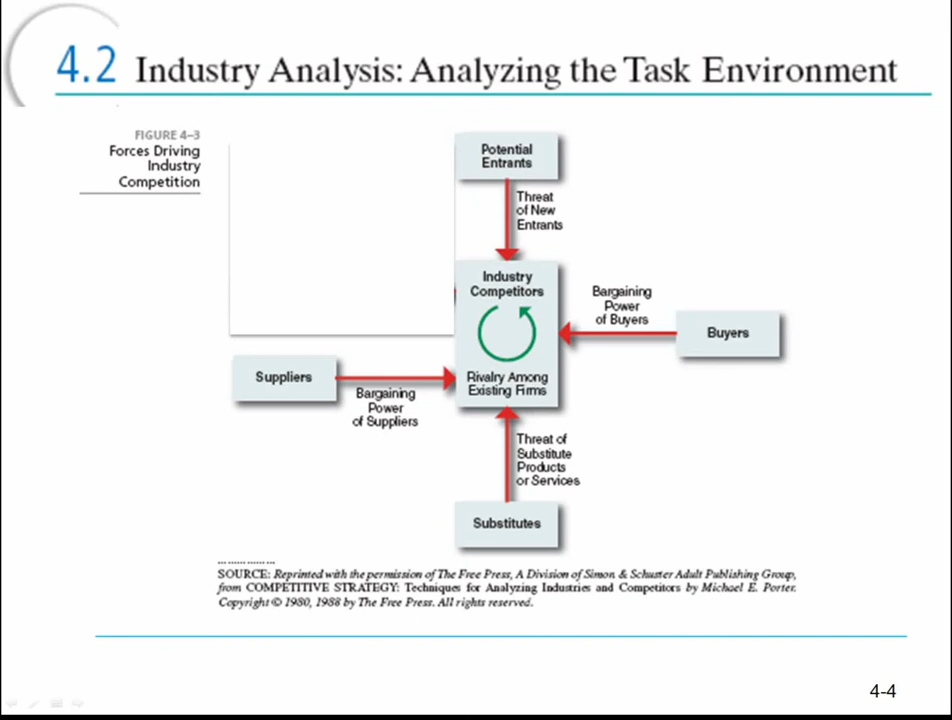 4.2 Industry Analysis: Analyzing the Task Environment
FIGURE 4–3
Forces Driving
Industry
Competition
Potential
Entrants
Threat
of New
Entrants
Industry
Competitors
Rivalry Among
Existing Firms
Bargaining
Power
of Buyers
Buyers
Suppliers
Bargaining
Power
of Suppliers
Threat of
Substitute
Products
or Services
Substitutes
SOURCE: Reprinted with the permission of The Free Press, A Division of Simon & Schuster Adult Publishing Group,
from COMPETITIVE STRATEGY: Techniques for Analyzing Industries and Competitors by Michael E. Porter.
Copyright © 1980, 1988 by The Free Press. All rights reserved.
4-4